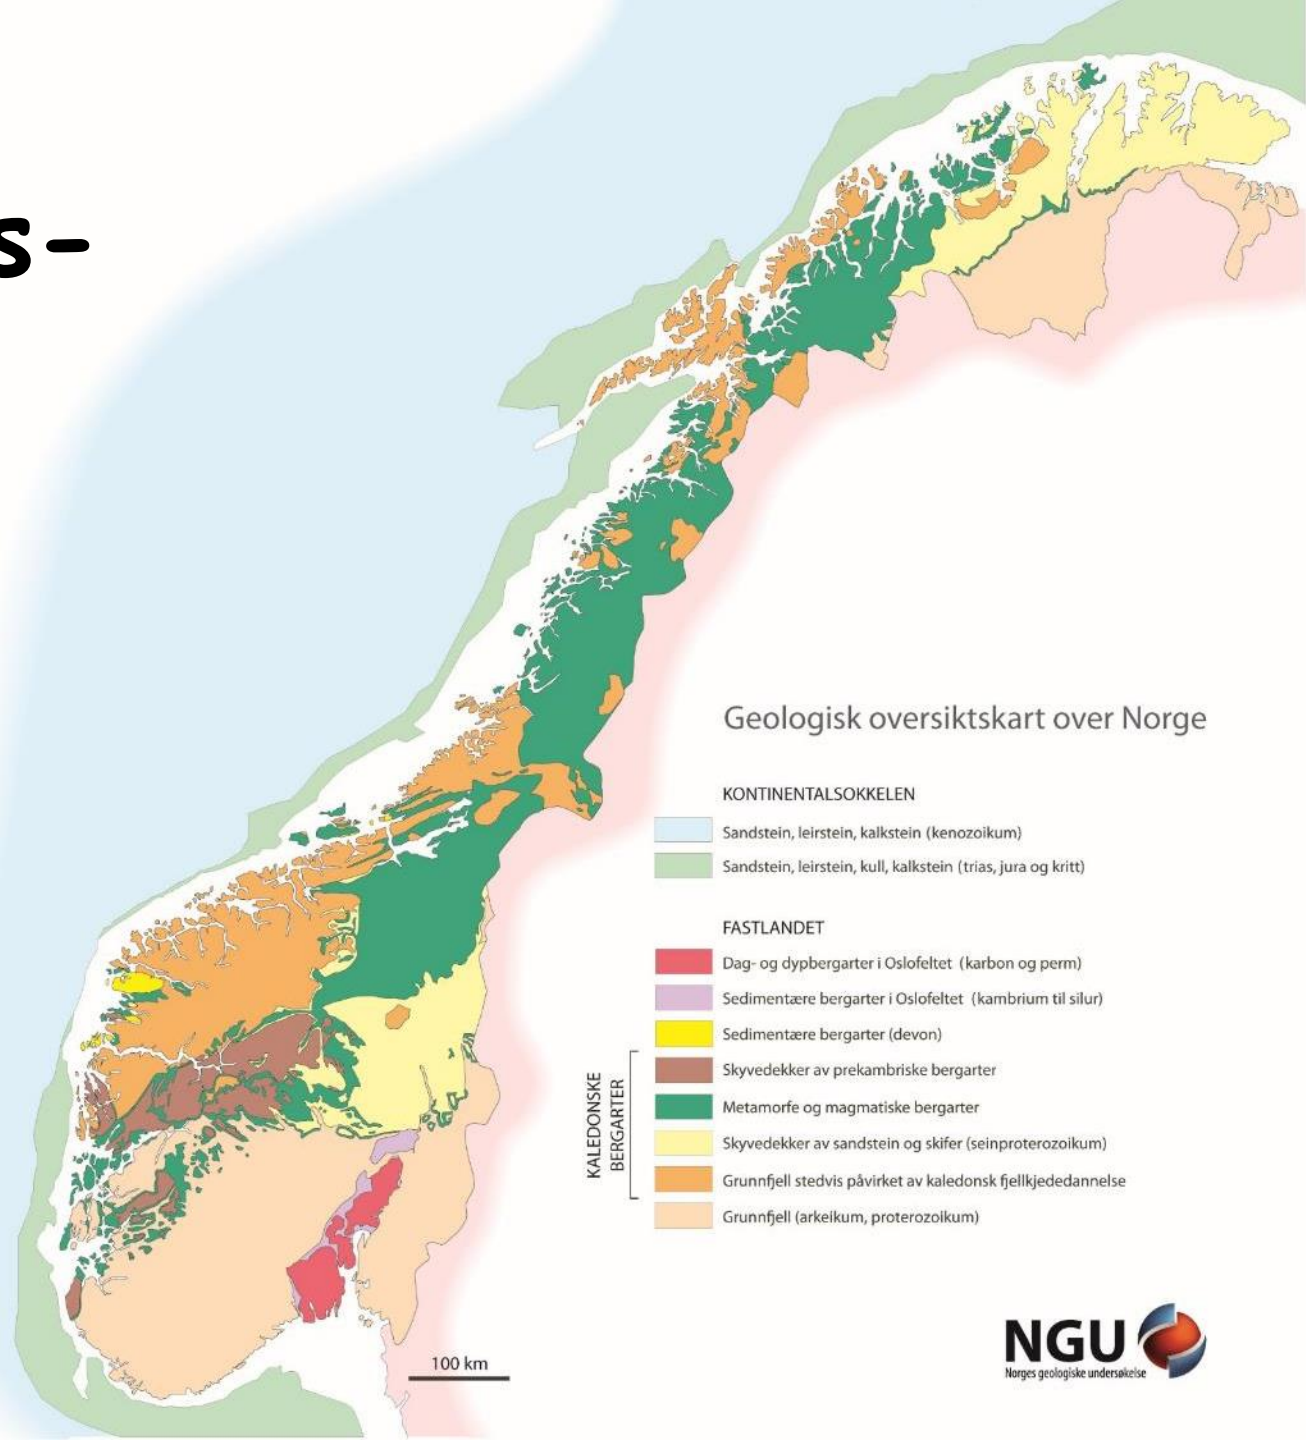 s-
Geologisk oversiktskart over Norge
KONTINENTALSOKKELEN
Sandstein, leirstein, kalkstein (kenozoikum)
Sandstein, leirstein, kull, kalkstein (trias, jura og kritt)
FASTLANDET
Dag- og dypbergarter i Oslofeltet (karbon og perm)
Sedimentære bergarter i Oslofeltet (kambrium til silur)
Sedimentære bergarter (devon)
KALEDONSKE
BERGARTER
Skyvedekker av prekambriske bergarter
Metamorfe og magmatiske bergarter
Skyvedekker av sandstein og skifer (seinproterozoikum)
Grunnfjell stedvis påvirket av kaledonsk fjellkjededannelse
Grunnfjell (arkeikum, proterozoikum)
100 km
NGU
Norges geologiske undersøkelse